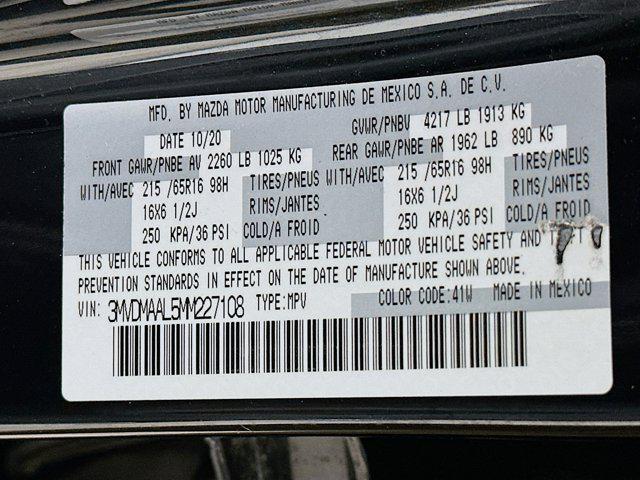 MFD. BY MAZDA MOTOR MANUFACTURING DE MEXICO S.A. DE C.V.
DATE 10/20 GVWR/PNBV 4217 LB 1913 KG
FRONT GAWR/PNBE AV 2260 LB 1025 KG REAR GAWR/PNBE AR 1962 LB 890 KG
WITH/AVEC 215 /65R16 98H TIRES/PNEUS WITH/AVEC 215 /65R16 98H TIRES/PNEUS
16X6 1/2J RIMS/JANTES 16X6 1/2J RIMS/JANTES
250 KPA/36 PSI COLD/A FROID 250 KPA/36 PSI COLD/A FROID
THIS VEHICLE CONFORMS TO ALL APPLICABLE FEDERAL MOTOR VEHICLE SAFETY AND
PREVENTION STANDARDS IN EFFECT ON THE DATE OF MANUFACTURE SHOWN ABOVE.
VIN: 3MVDMAAL5MM227108 TYPE:MPV COLOR CODE:41W MADE IN MEXICO